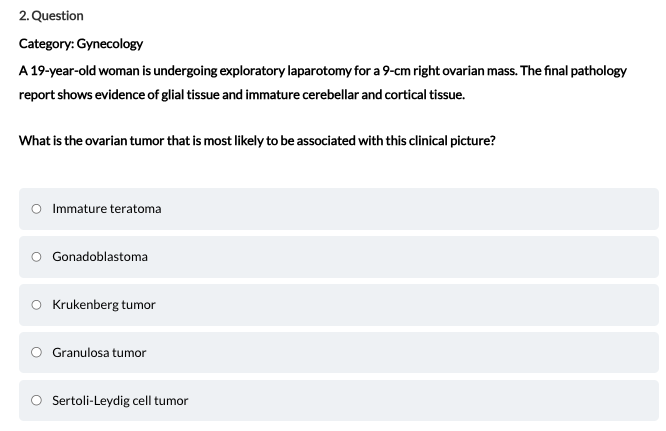 2. Question
Category: Gynecology
A 19-year-old woman is undergoing exploratory laparotomy for a 9-cm right ovarian mass. The final pathology
report shows evidence of glial tissue and immature cerebellar and cortical tissue.
What is the ovarian tumor that is most likely to be associated with this clinical picture?
Immature teratoma
Gonadoblastoma
Krukenberg tumor
Granulosa tumor
Sertoli-Leydig cell tumor